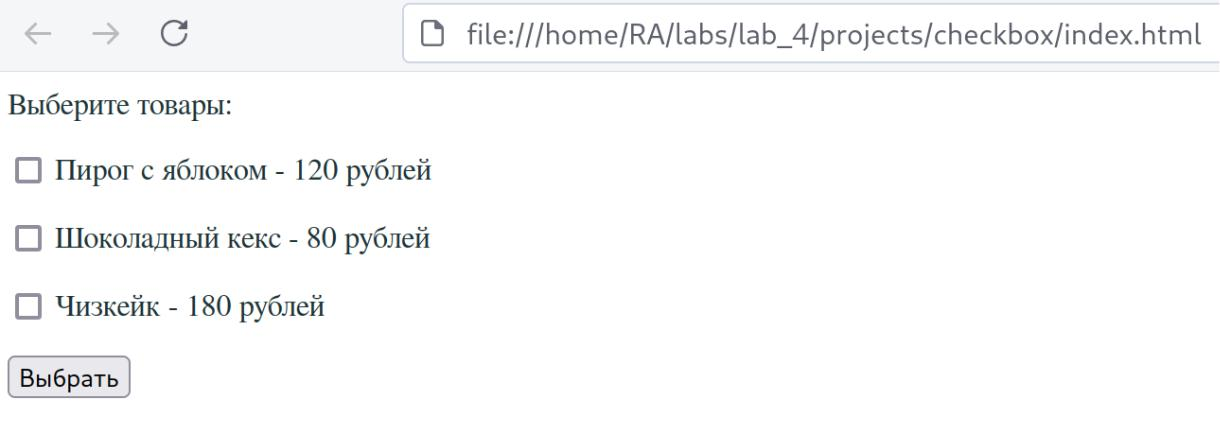 file:///home/RA/labs/lab_4/projects/checkbox/index.html
Выберите товары:
Пирог с яблоком - 120 рублей
Шоколадный кекс - 80 рублей
Чизкейк - 180 рублей
Выбрать